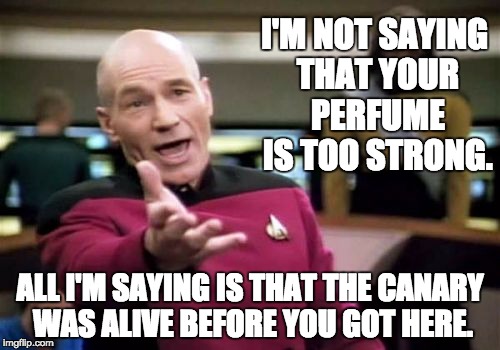 I'M NOT SAYING
THAT YOUR
PERFUME
IS TOO STRONG.
ALL I'M SAYING IS THAT THE CANARY
WAS ALIVE BEFORE YOU GOT HERE.
imgflip.com